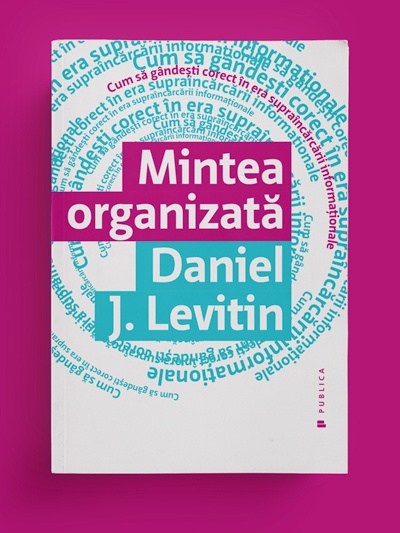 Cum să gândești corect în era supraîncărcării informaționale
Mintea
organizată
Daniel
J. Levitin
PUBLICA